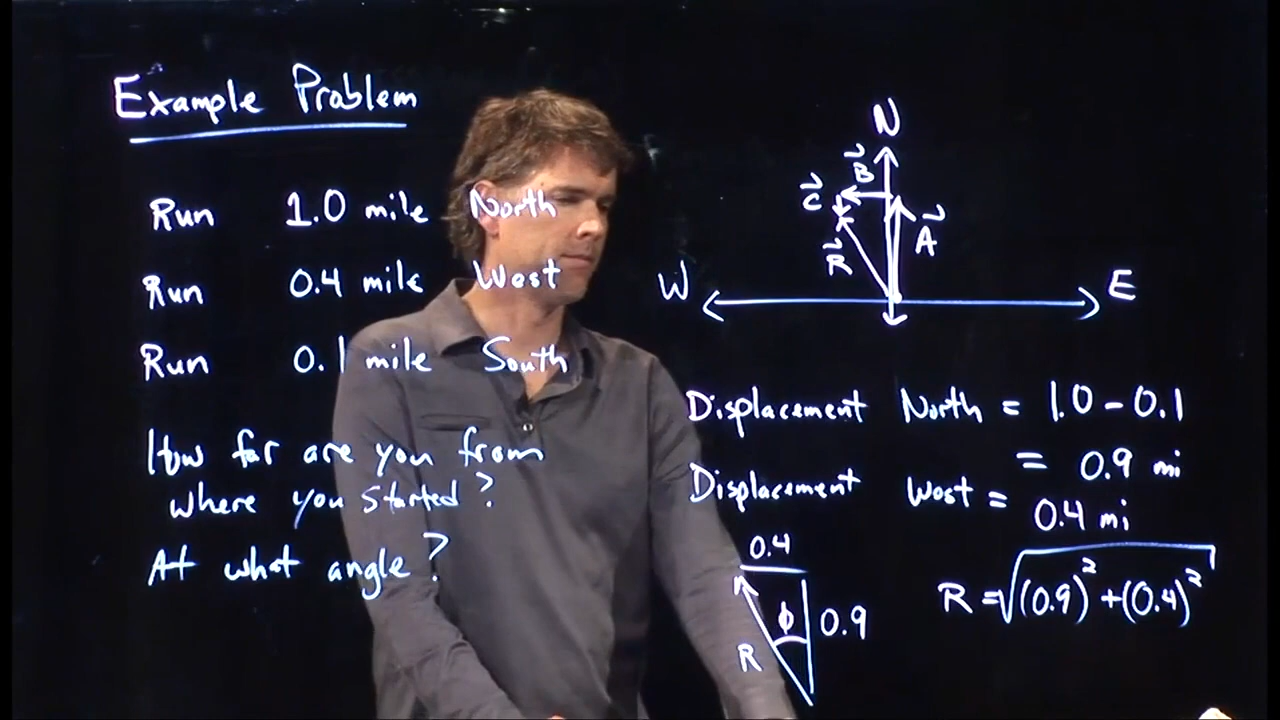 Example Problem
Run 1.0 mile North
Run 0.4 mile West
Run 0.1 mile South
How far are you from
where you started?
At what angle?
N
B⃗
C⃗
A⃗
R⃗
W
E
Displacement North = 1.0 - 0.1
= 0.9 mi
Displacement West = 0.4 mi
0.4
ϕ
0.9
R
R = √((0.9)² + (0.4)²)